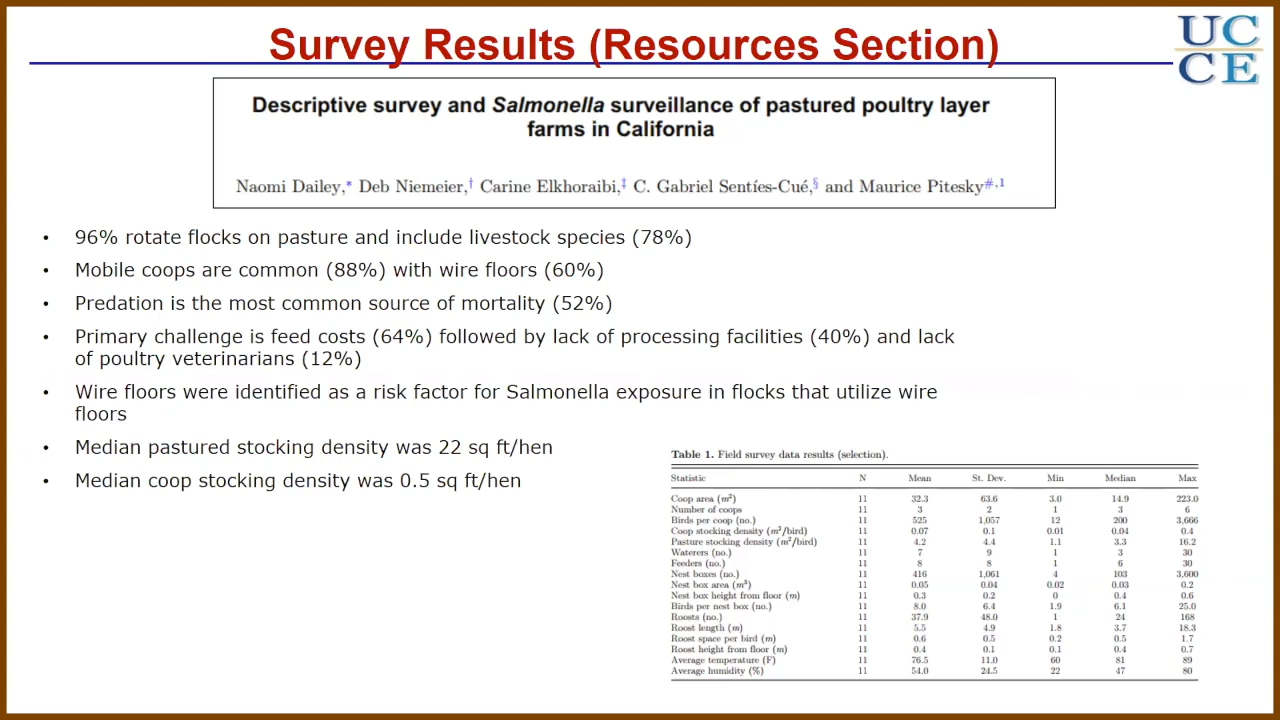 Survey Results (Resources Section)
UC
CE
Descriptive survey and Salmonella surveillance of pastured poultry layer
farms in California
Naomi Dailey,* Deb Niemeier,† Carine Elkhoraibi,‡ C. Gabriel Sentíes-Cué,§ and Maurice Pitesky#,1
• 96% rotate flocks on pasture and include livestock species (78%)
• Mobile coops are common (88%) with wire floors (60%)
• Predation is the most common source of mortality (52%)
• Primary challenge is feed costs (64%) followed by lack of processing facilities (40%) and lack
of poultry veterinarians (12%)
• Wire floors were identified as a risk factor for Salmonella exposure in flocks that utilize wire
floors
• Median pastured stocking density was 22 sq ft/hen
• Median coop stocking density was 0.5 sq ft/hen
Table 1. Field survey data results (selection).
Statistic N Mean St. Dev. Min Median Max
Coop area (m²) 11 32.3 63.6 3.0 14.9 223.0
Number of coops 11 3 2 1 3 6
Birds per coop (no.) 11 525 1,057 12 200 3,666
Coop stocking density (m²/bird) 11 0.07 0.1 0.01 0.04 0.4
Pasture stocking density (m²/bird) 11 4.2 4.4 1.1 3.3 16.2
Waterers (no.) 11 7 9 1 3 30
Feeders (no.) 11 8 8 1 6 30
Nest boxes (no.) 11 416 1,061 4 103 3,600
Nest box area (m²) 11 0.05 0.04 0.02 0.03 0.2
Nest box height from floor (m) 11 0.3 0.2 0 0.4 0.6
Birds per nest box (no.) 11 8.0 6.4 1.9 6.1 25.0
Roosts (no.) 11 37.9 48.0 1 24 168
Roost length (m) 11 5.5 4.9 1.8 3.7 18.3
Roost space per bird (m) 11 0.6 0.5 0.2 0.5 1.7
Roost height from floor (m) 11 0.4 0.1 0.1 0.4 0.7
Average temperature (F) 11 76.5 11.0 60 81 89
Average humidity (%) 11 54.0 24.5 22 47 80